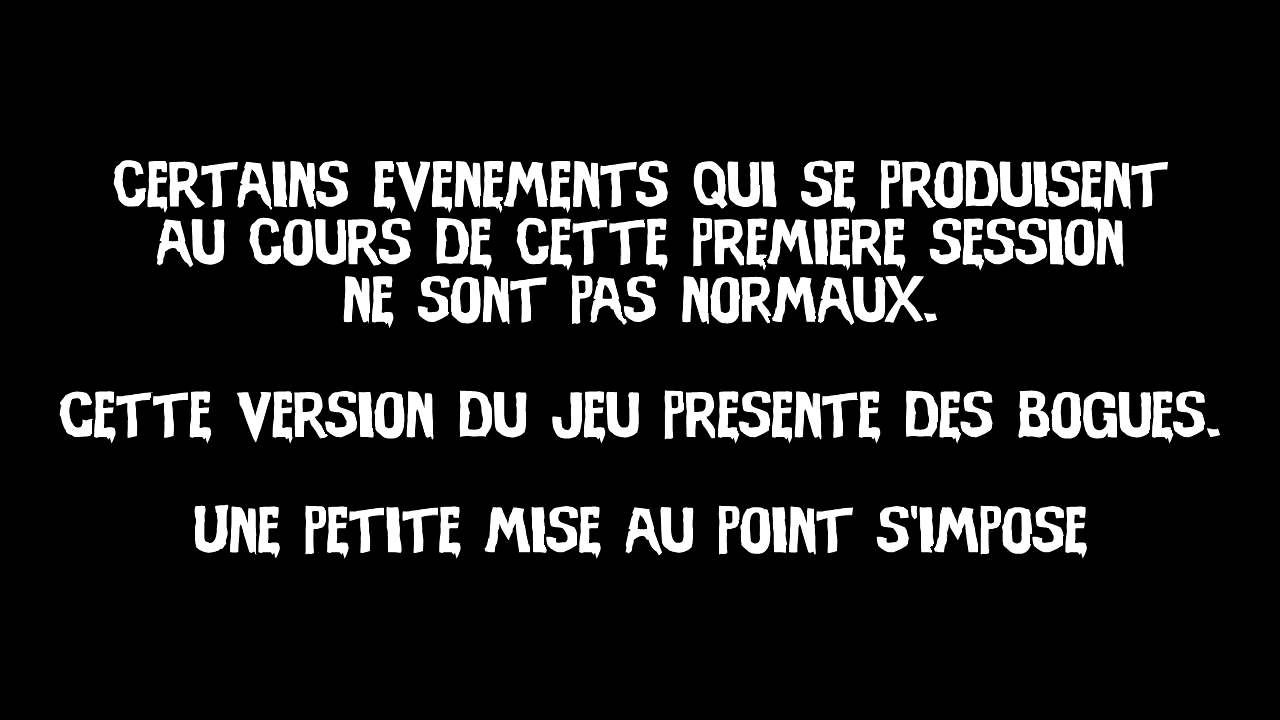 CERTAINS EVENEMENTS QUI SE PRODUISENT
AU COURS DE CETTE PREMIERE SESSION
NE SONT PAS NORMAUX.
CETTE VERSION DU JEU PRESENTE DES BOGUES.
UNE PETITE MISE AU POINT S'IMPOSE